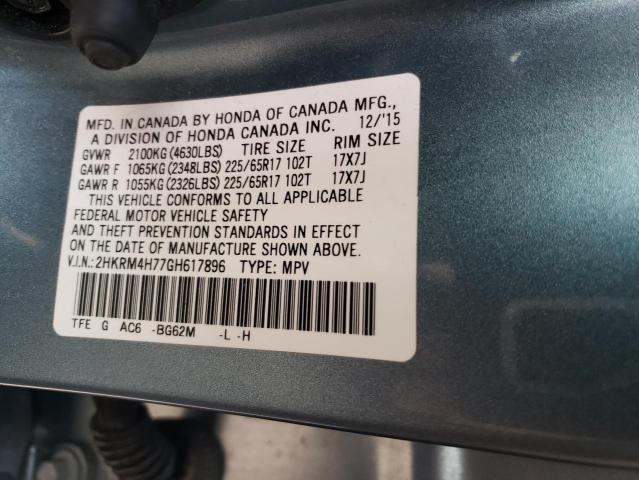 MFD. IN CANADA BY HONDA OF CANADA MFG.,
A DIVISION OF HONDA CANADA INC. 12/'15
GVWR 2100KG (4630LBS) TIRE SIZE RIM SIZE
GAWR F 1065KG (2348LBS) 225/65R17 102T 17X7J
GAWR R 1055KG (2326LBS) 225/65R17 102T 17X7J
THIS VEHICLE CONFORMS TO ALL APPLICABLE
FEDERAL MOTOR VEHICLE SAFETY
AND THEFT PREVENTION STANDARDS IN EFFECT
ON THE DATE OF MANUFACTURE SHOWN ABOVE.
V.I.N.: 2HKRM4H77GH617896 TYPE: MPV
TFE G AC6 -BG62M -L -H